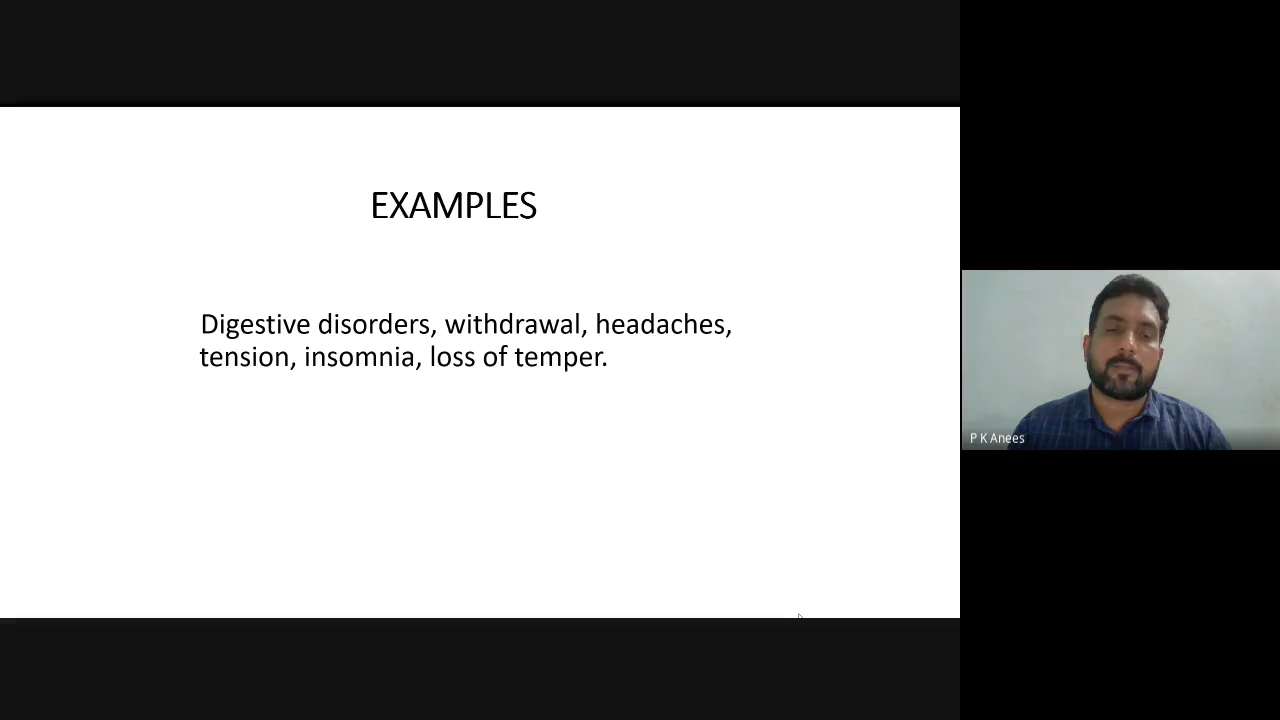 EXAMPLES
Digestive disorders, withdrawal, headaches,
tension, insomnia, loss of temper.
P K Anees